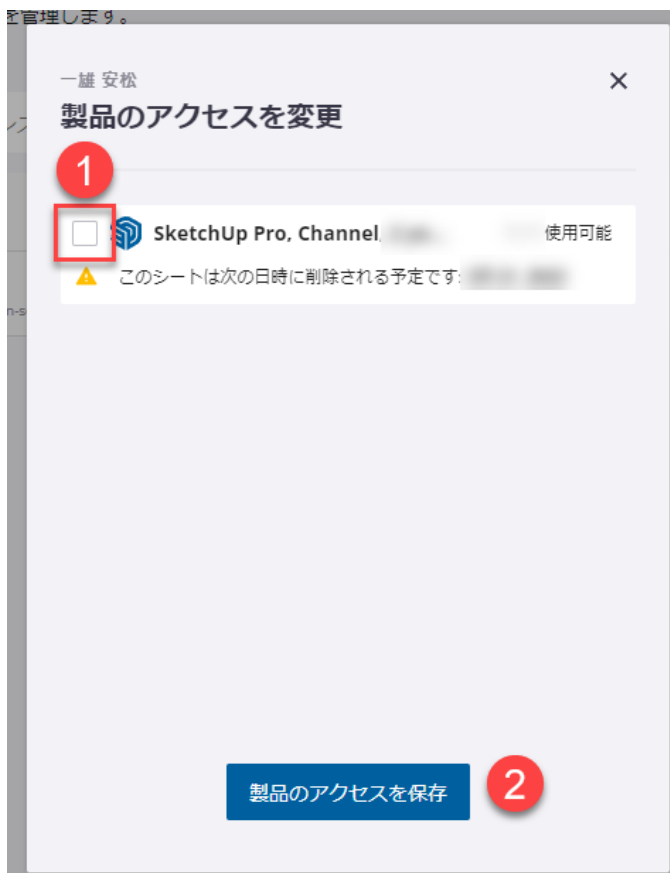 を管理します。
一雄 安松
製品のアクセスを変更
1
SketchUp Pro, Channel, 使用可能
このシートは次の日時に削除される予定です:
n-s
製品のアクセスを保存
2